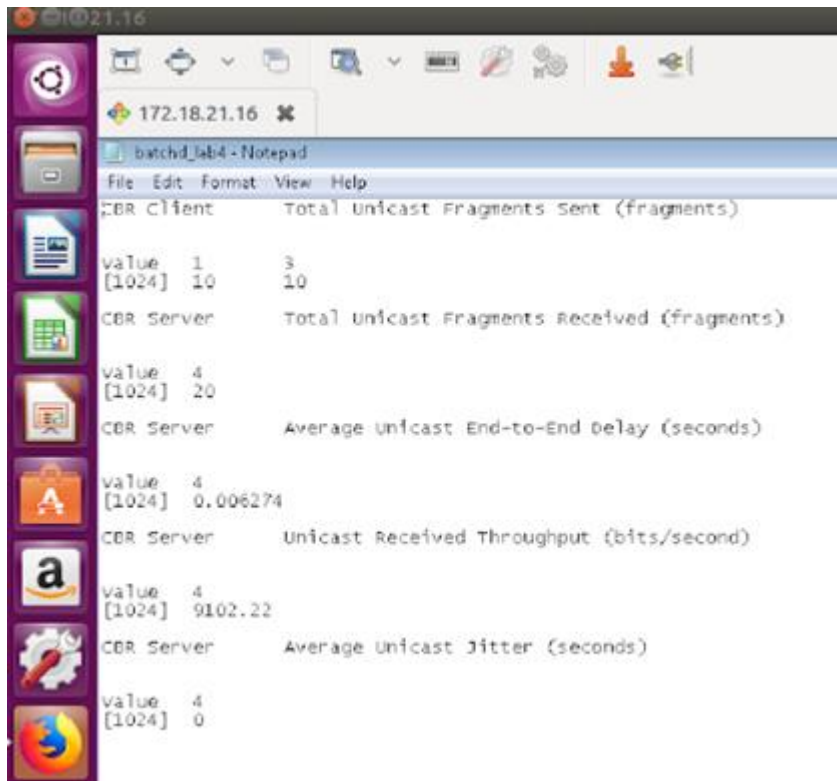 21.16
172.18.21.16
batchd_lab4 - Notepad
File Edit Format View Help
CBR Client Total Unicast Fragments Sent (fragments)
value 1 3
[1024] 10 10
CBR Server Total Unicast Fragments Received (fragments)
value 4
[1024] 20
CBR Server Average Unicast End-to-End Delay (seconds)
value 4
[1024] 0.006274
CBR Server Unicast Received Throughput (bits/second)
value 4
[1024] 9102.22
CBR Server Average Unicast Jitter (seconds)
value 4
[1024] 0